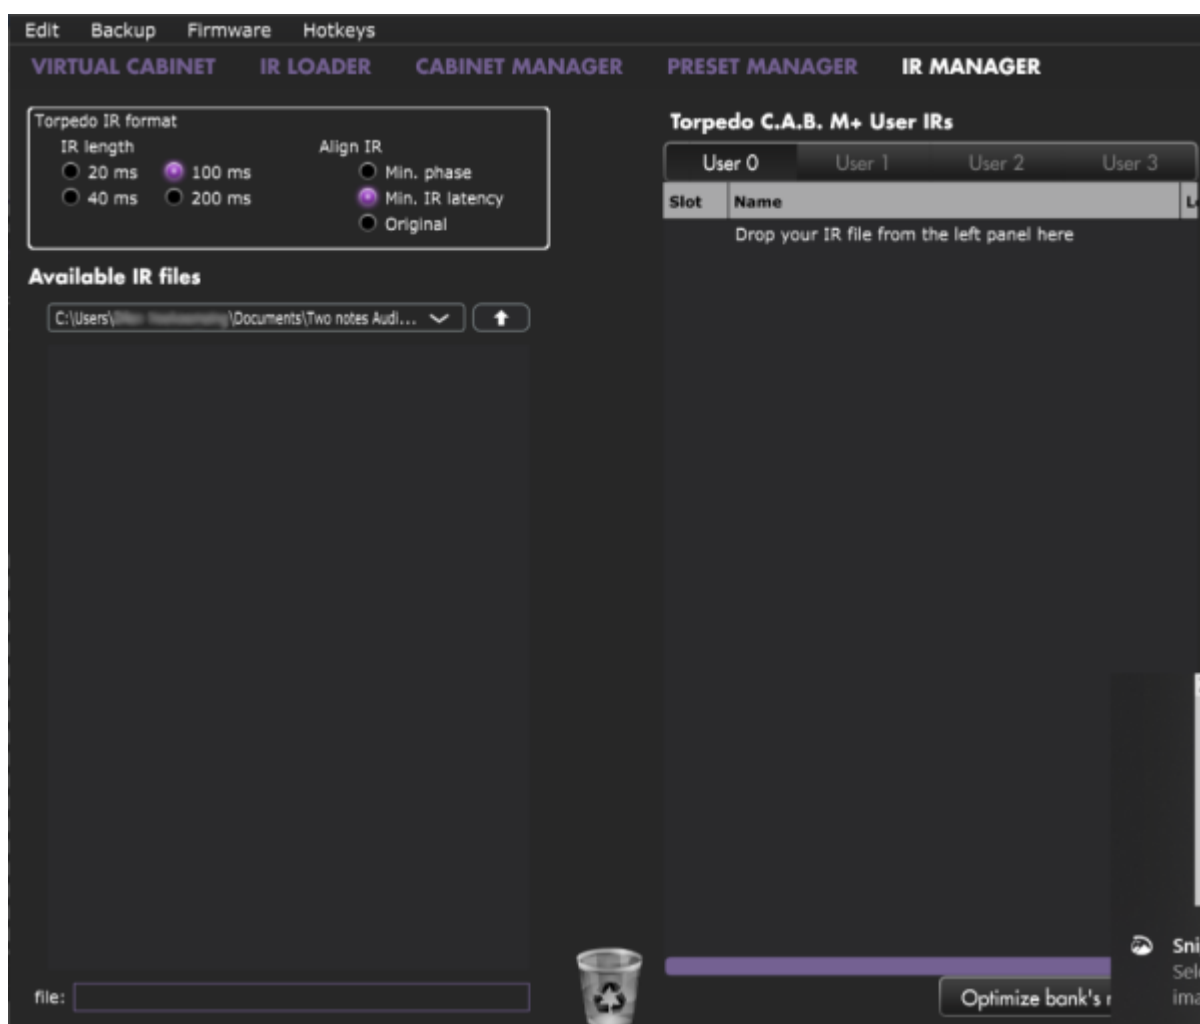 Edit Backup Firmware Hotkeys
VIRTUAL CABINET IR LOADER CABINET MANAGER PRESET MANAGER IR MANAGER
Torpedo IR format
IR length
20 ms 100 ms
40 ms 200 ms
Align IR
Min. phase
Min. IR latency
Original
Available IR files
C:\Users\ \Documents\Two notes Audi...
file:
Torpedo C.A.B. M+ User IRs
User 0 User 1 User 2 User 3
Slot Name
Drop your IR file from the left panel here
Optimize bank's
Sni
Sel
ima